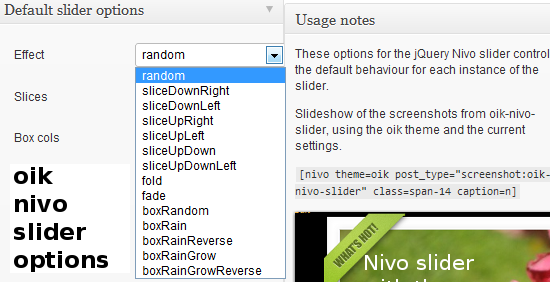 Default slider options
Effect
random
random
sliceDownRight
sliceDownLeft
sliceUpRight
sliceUpLeft
sliceUpDown
sliceUpDownLeft
fold
fade
boxRandom
boxRain
boxRainReverse
boxRainGrow
boxRainGrowReverse
Slices
Box cols
oik
nivo
slider
options
Usage notes
These options for the jQuery Nivo slider control
the default behaviour for each instance of the
slider.
Slideshow of the screenshots from oik-nivo-
slider, using the oik theme and the current
settings.
[nivo theme=oik post_type="screenshot:oik-
nivo-slider" class=span-14 caption=n]
WHAT'S HOT!
Nivo slider
with the